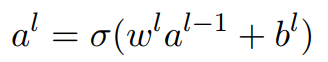 a^l = σ(w^l a^{l−1} + b^l)